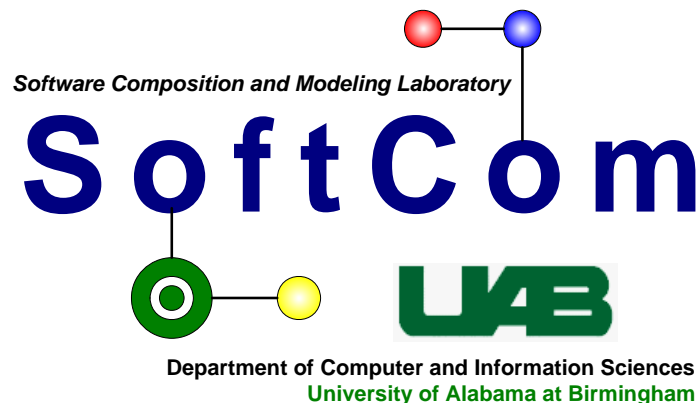 Software Composition and Modeling Laboratory
SoftCom
UAB
Department of Computer and Information Sciences
University of Alabama at Birmingham